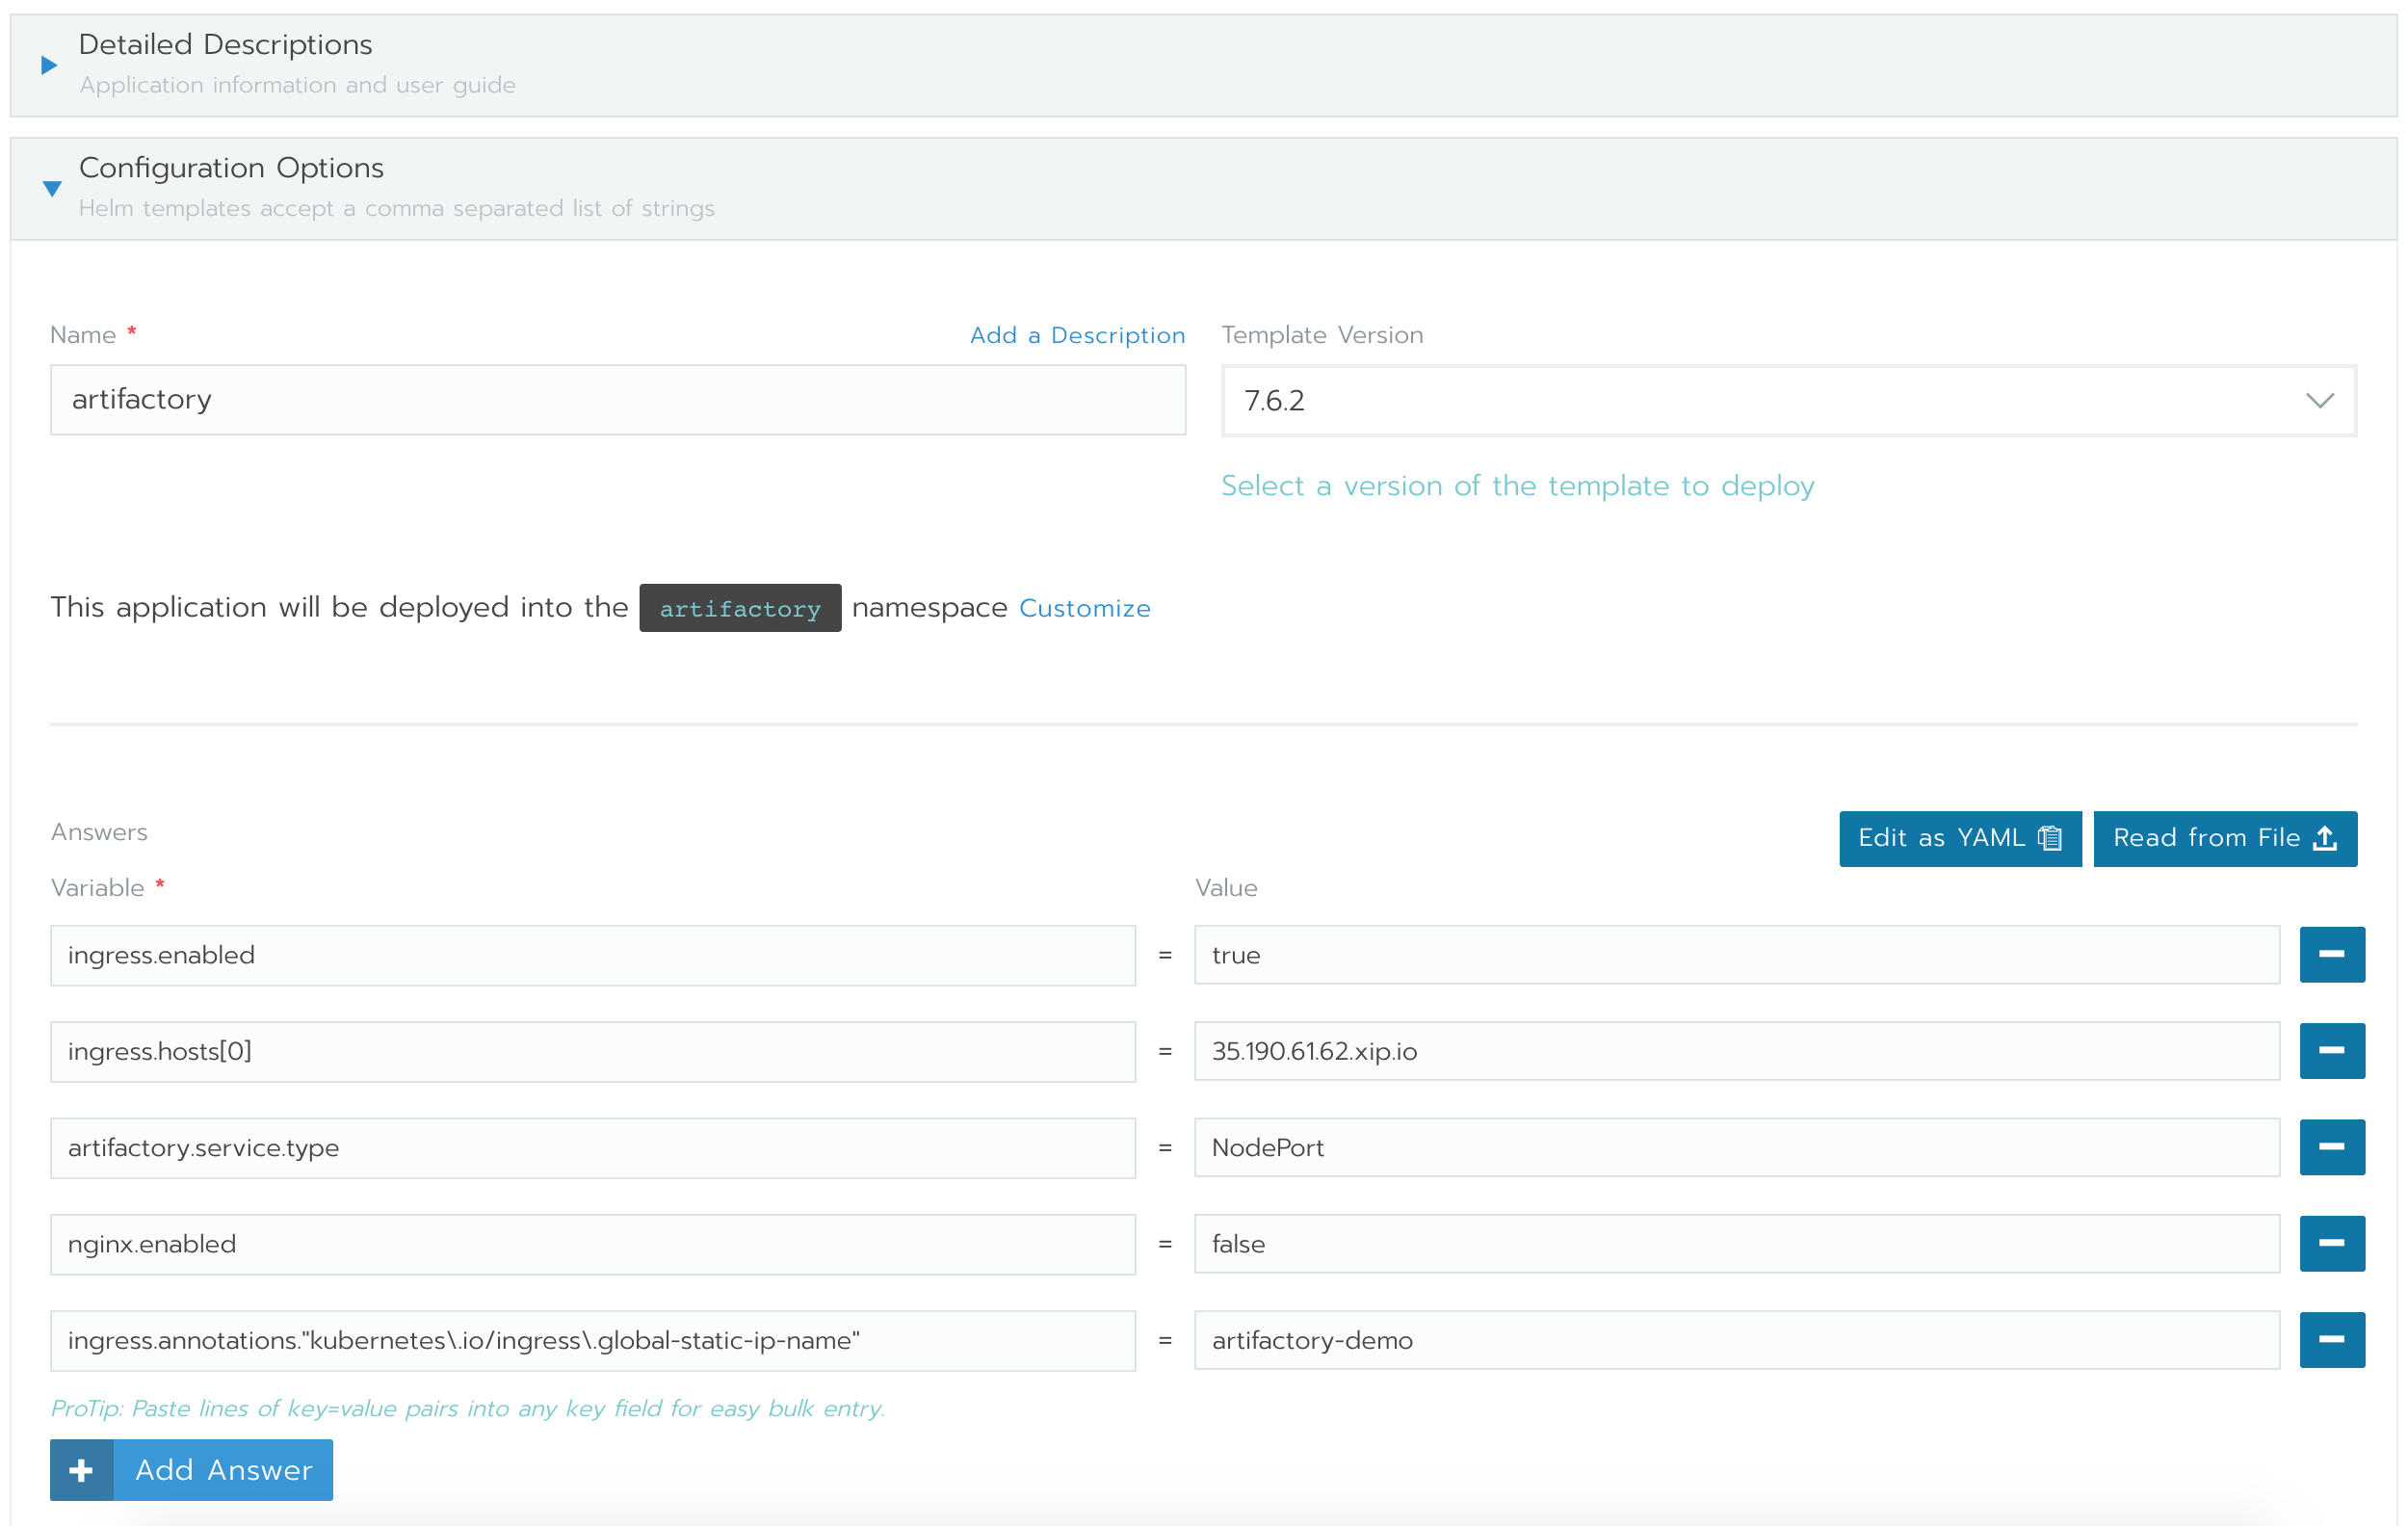 Detailed Descriptions
Application information and user guide
Configuration Options
Helm templates accept a comma separated list of strings
Name * Add a Description Template Version
artifactory 7.6.2
Select a version of the template to deploy
This application will be deployed into the artifactory namespace Customize
Answers Edit as YAML Read from File
Variable * Value
ingress.enabled = true
ingress.hosts[0] = 35.190.61.62.xip.io
artifactory.service.type = NodePort
nginx.enabled = false
ingress.annotations."kubernetes\.io/ingress\.global-static-ip-name" = artifactory-demo
ProTip: Paste lines of key=value pairs into any key field for easy bulk entry.
+ Add Answer